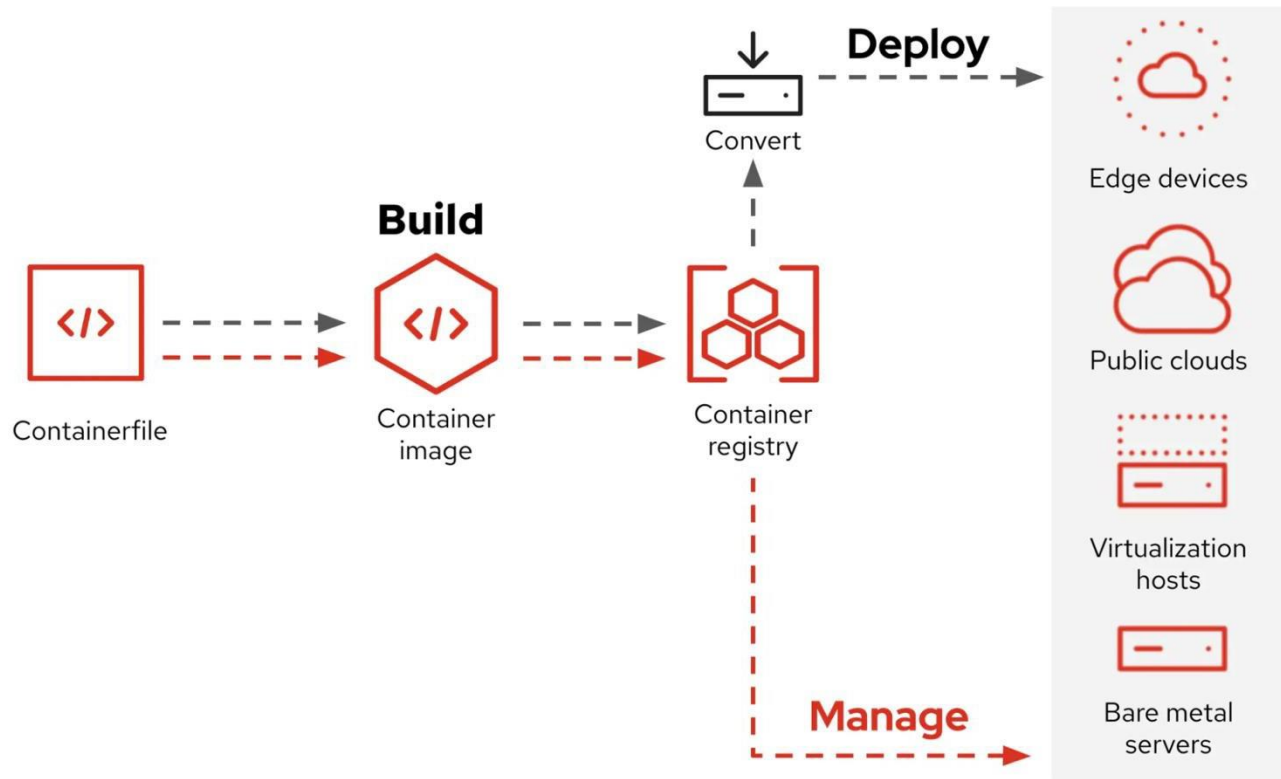 Deploy
Convert
Edge devices
Build
</>
</>
Containerfile
Container
image
Container
registry
Public clouds
Virtualization
hosts
Manage
Bare metal
servers